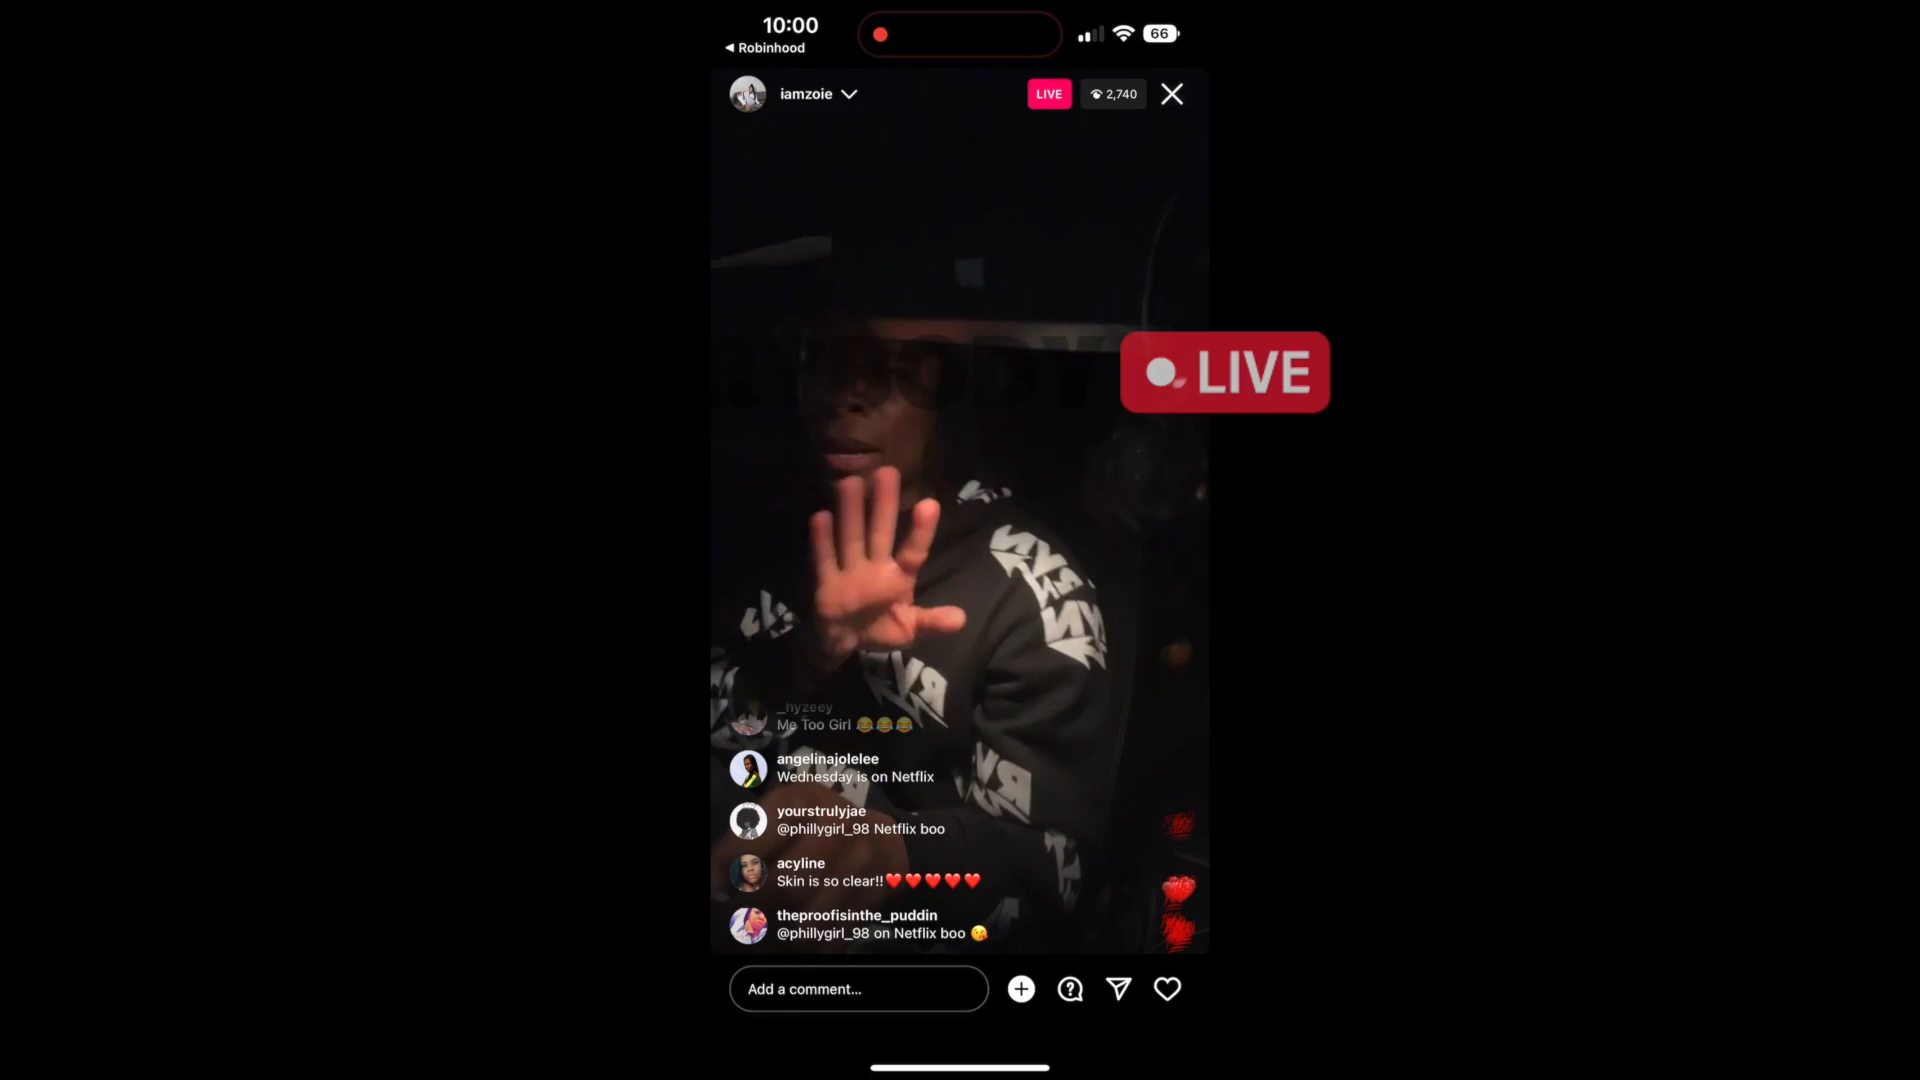 10:00
◀ Robinhood
66
iamzoie
LIVE
2,740
LIVE
_hyzeey
Me Too Girl 😂😂😂
angelinajolelee
Wednesday is on Netflix
yourstrulyjae
@phillygirl_98 Netflix boo
acyline
Skin is so clear!!❤️❤️❤️❤️❤️
theproofisinthe_puddin
@phillygirl_98 on Netflix boo 😘
Add a comment...